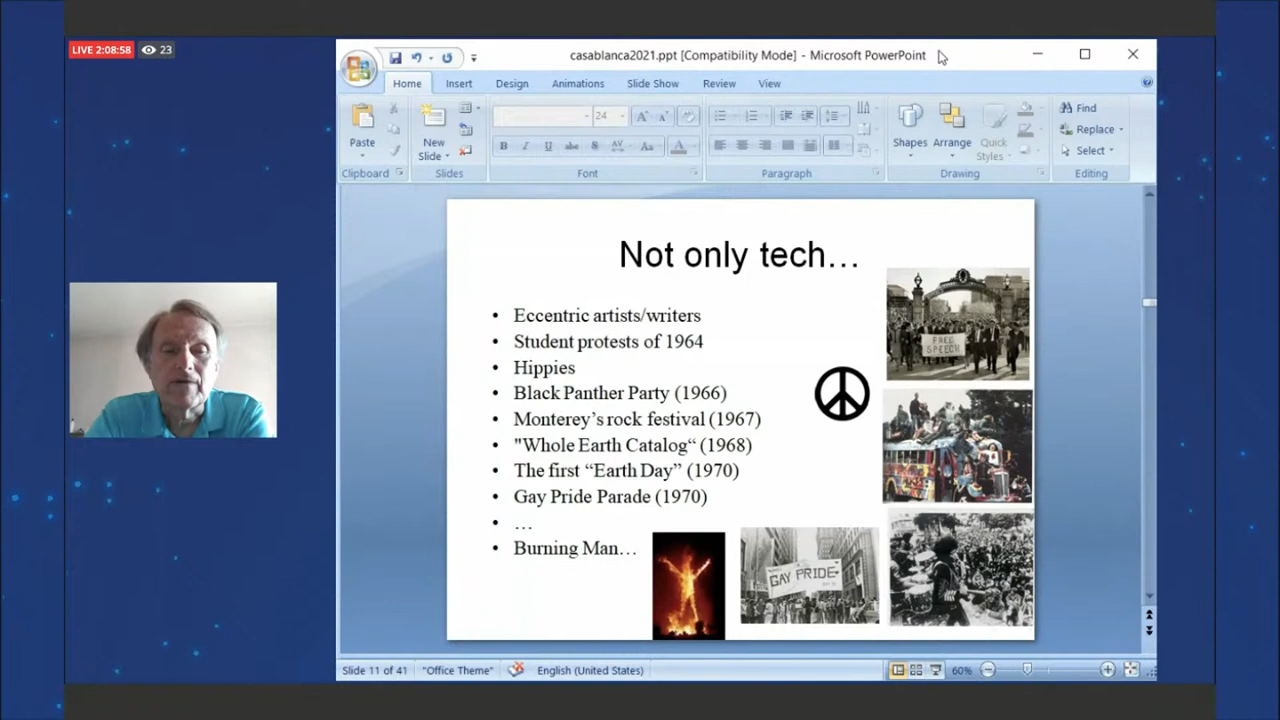 LIVE 2:08:58 23
casablanca2021.ppt [Compatibility Mode] - Microsoft PowerPoint
Home Insert Design Animations Slide Show Review View
Paste
New
Slide
24
B I U abc S AV Aa A
Shapes Arrange Quick
Styles
Find
Replace
Select
Clipboard Slides Font Paragraph Drawing Editing
Not only tech…
• Eccentric artists/writers
• Student protests of 1964
• Hippies
• Black Panther Party (1966)
• Monterey’s rock festival (1967)
• "Whole Earth Catalog“ (1968)
• The first “Earth Day” (1970)
• Gay Pride Parade (1970)
• …
• Burning Man…
FREE
SPEECH
GAY PRIDE
Slide 11 of 41 "Office Theme" English (United States) 60%